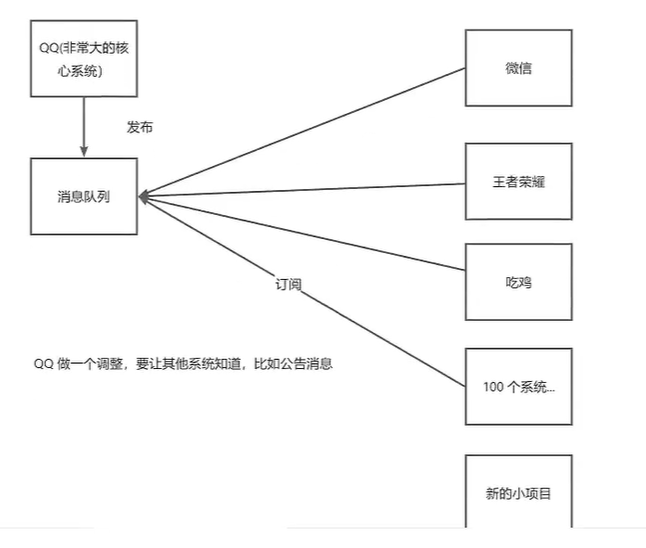 QQ(非常大的核
心系统)
微信
发布
王者荣耀
消息队列
吃鸡
订阅
QQ 做一个调整，要让其他系统知道，比如公告消息
100 个系统...
新的小项目